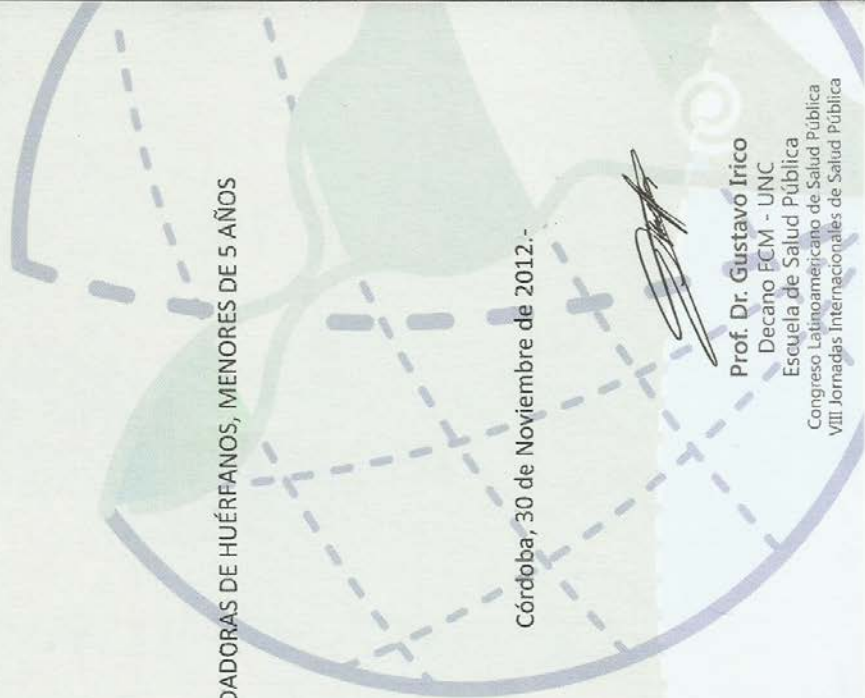 DADORAS DE HUÉRFANOS, MENORES DE 5 AÑOS
Córdoba, 30 de Noviembre de 2012.-
Prof. Dr. Gustavo Irico
Decano FCM - UNC
Escuela de Salud Pública
Congreso Latinoamericano de Salud Pública
VIII Jornadas Internacionales de Salud Pública